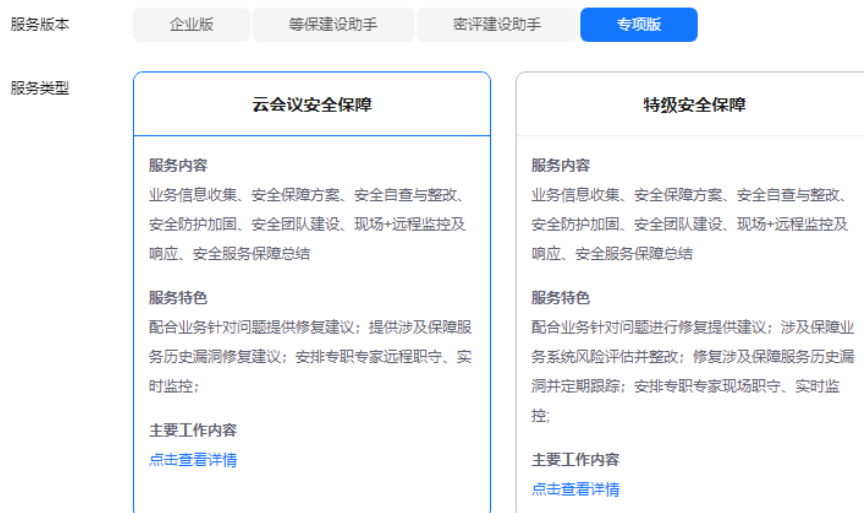 服务版本
企业版
等保建设助手
密评建设助手
专项版
服务类型
云会议安全保障
服务内容
业务信息收集、安全保障方案、安全自查与整改、
安全防护加固、安全团队建设、现场+远程监控及
响应、安全服务保障总结
服务特色
配合业务针对问题提供修复建议；提供涉及保障服
务历史漏洞修复建议；安排专职专家远程职守、实
时监控；
主要工作内容
点击查看详情
特级安全保障
服务内容
业务信息收集、安全保障方案、安全自查与整改、
安全防护加固、安全团队建设、现场+远程监控及
响应、安全服务保障总结
服务特色
配合业务针对问题进行修复提供建议；涉及保障业
务系统风险评估并整改；修复涉及保障服务历史漏
洞并定期跟踪；安排专职专家现场职守、实时监
控;
主要工作内容
点击查看详情